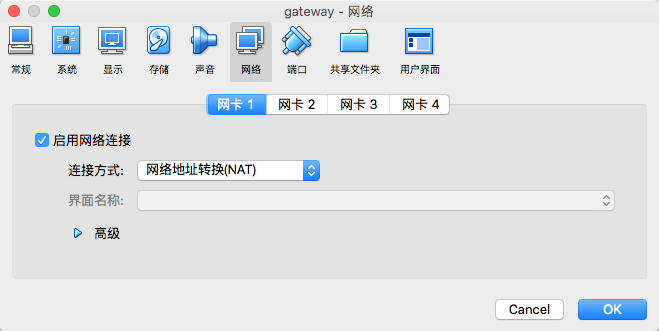 gateway - 网络
常规 系统 显示 存储 声音 网络 端口 共享文件夹 用户界面
网卡 1 网卡 2 网卡 3 网卡 4
启用网络连接
连接方式: 网络地址转换(NAT)
界面名称:
高级
Cancel OK